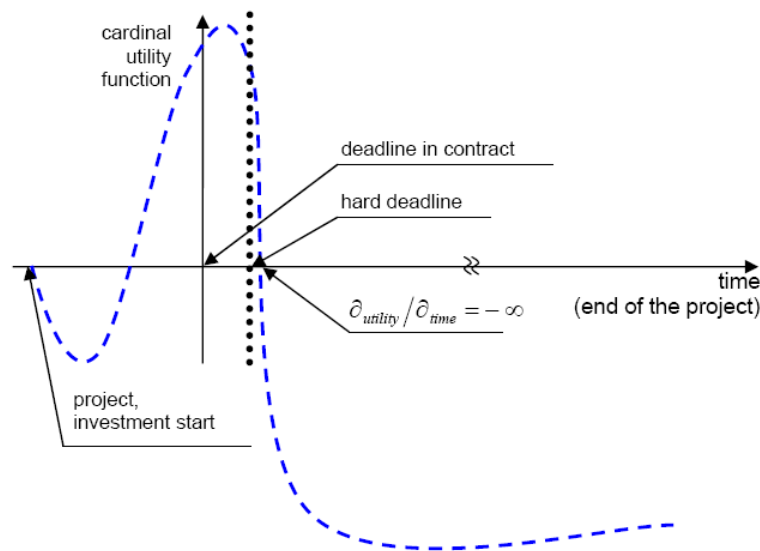 cardinal
utility
function
deadline in contract
hard deadline
time
(end of the project)
∂utility/∂time = − ∞
project,
investment start